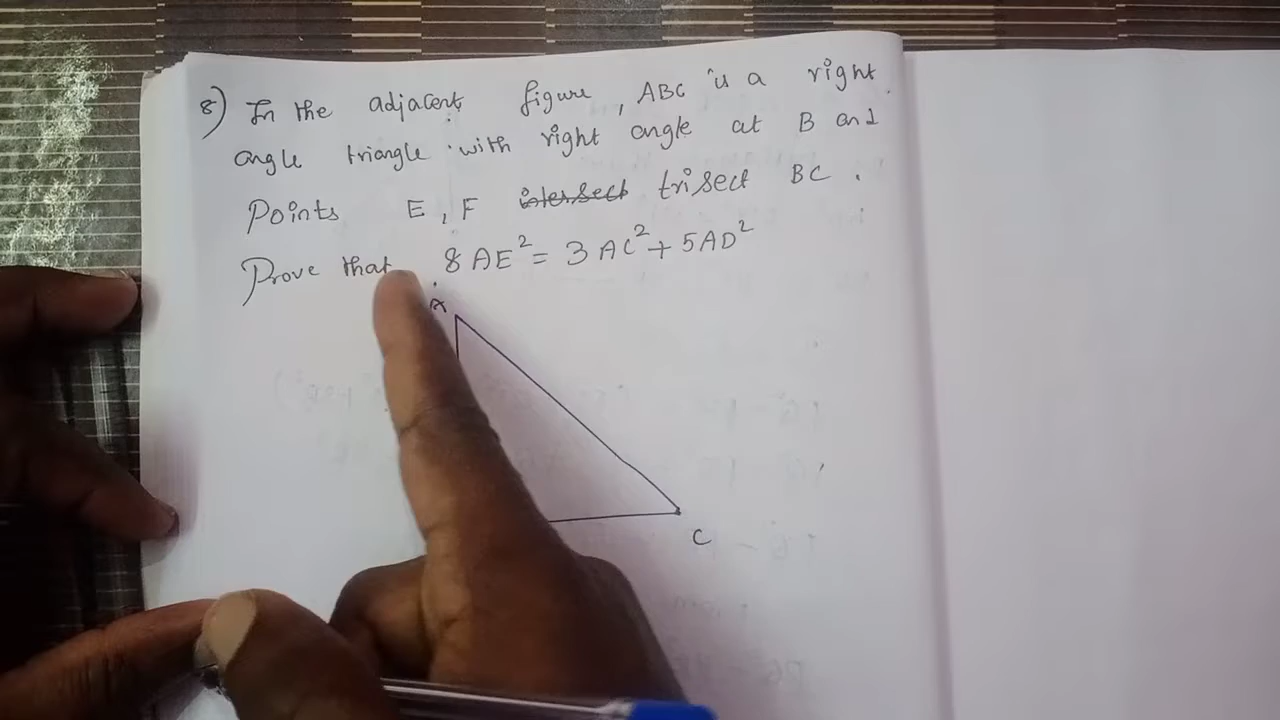 8) In the adjacent figure, ABC is a right
angle triangle with right angle at B and
Points E, F intersect trisect BC.
Prove that 8AE² = 3AC² + 5AD²
A
C